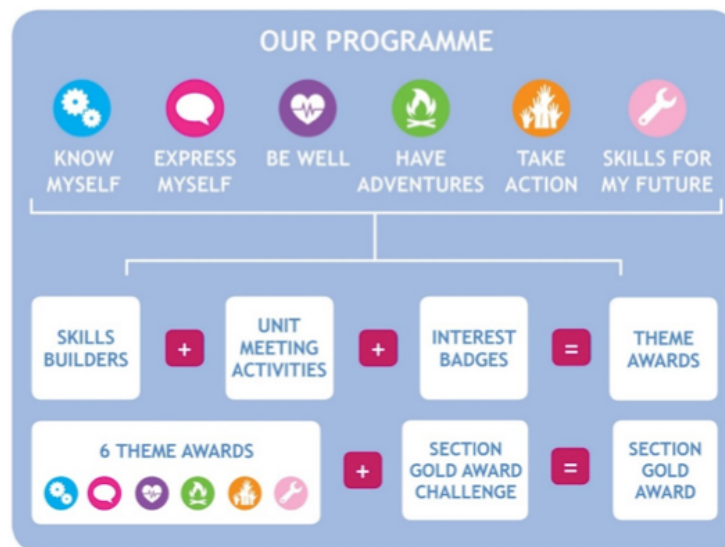 OUR PROGRAMME
KNOW
MYSELF
EXPRESS
MYSELF
BE WELL
HAVE
ADVENTURES
TAKE
ACTION
SKILLS FOR
MY FUTURE
SKILLS
BUILDERS
+
UNIT
MEETING
ACTIVITIES
+
INTEREST
BADGES
=
THEME
AWARDS
6 THEME AWARDS
+
SECTION
GOLD AWARD
CHALLENGE
=
SECTION
GOLD
AWARD